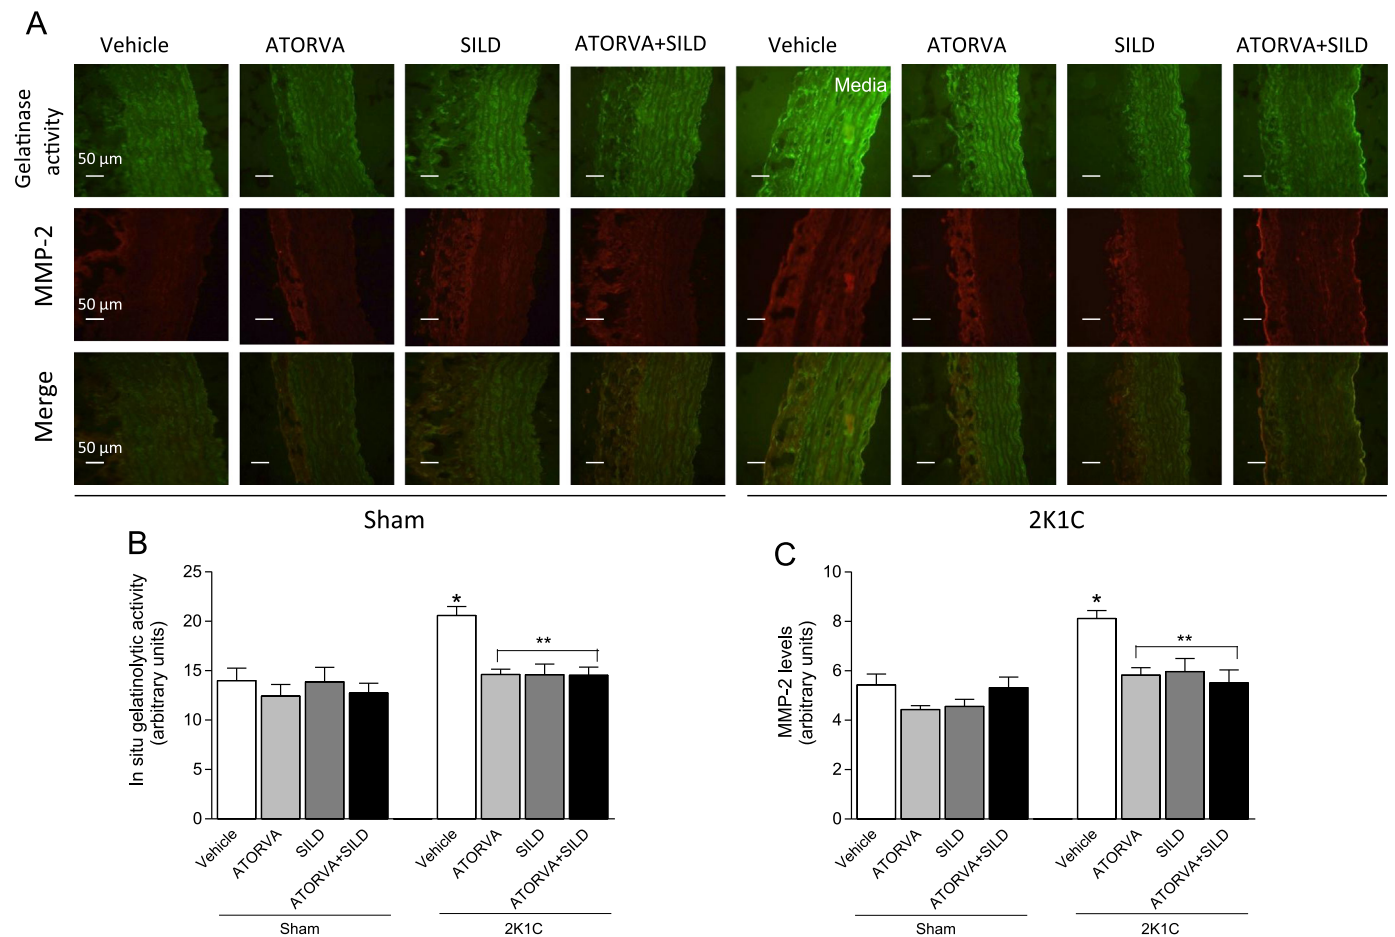 A
Vehicle ATORVA SILD ATORVA+SILD Vehicle ATORVA SILD ATORVA+SILD
Gelatinase
activity
50 µm
Media
MMP-2
50 µm
Merge
50 µm
Sham 2K1C
B
In situ gelatinolytic activity
(arbitrary units)
25
20
15
10
5
0
*
**
Vehicle ATORVA SILD ATORVA+SILD Vehicle ATORVA SILD ATORVA+SILD
Sham 2K1C
C
MMP-2 levels
(arbitrary units)
10
8
6
4
2
0
*
**
Vehicle ATORVA SILD ATORVA+SILD Vehicle ATORVA SILD ATORVA+SILD
Sham 2K1C